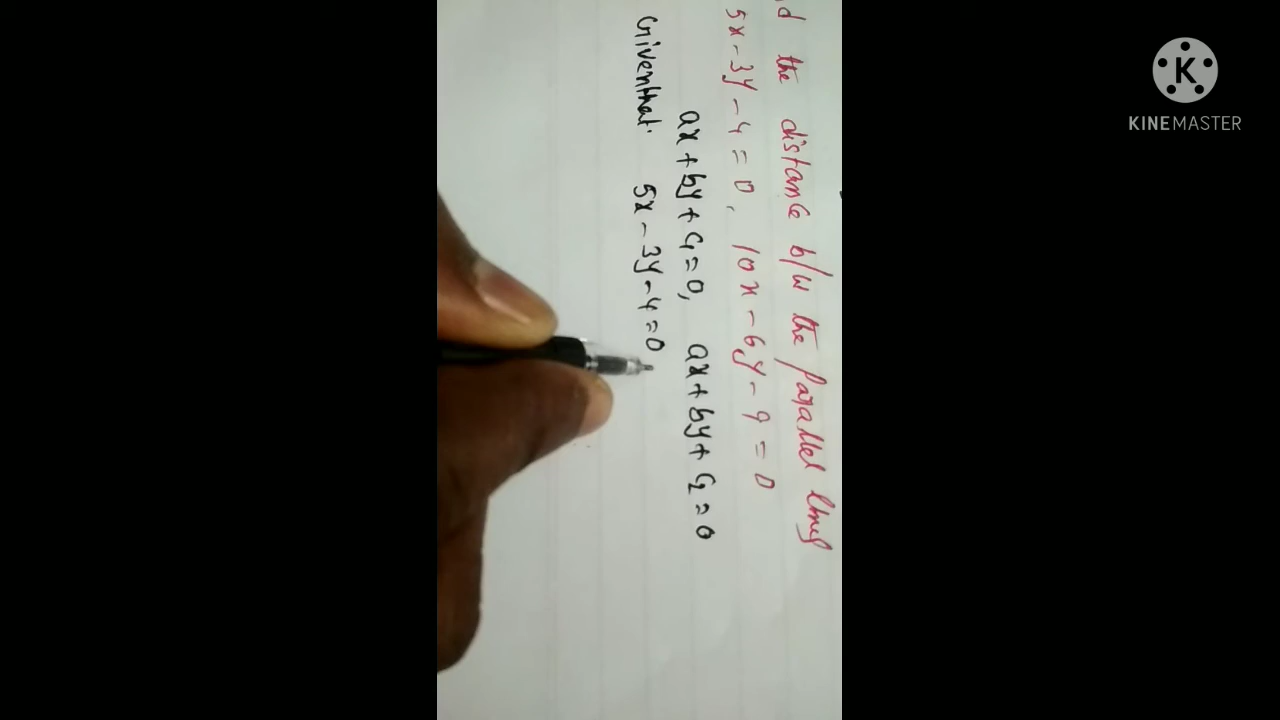 the distance b/w the parallel lines
5x - 3y - 4 = 0, 10x - 6y - 9 = 0
ax + by + c₁ = 0, ax + by + c₂ = 0
Given that 5x - 3y - 4 = 0
K
KINEMASTER